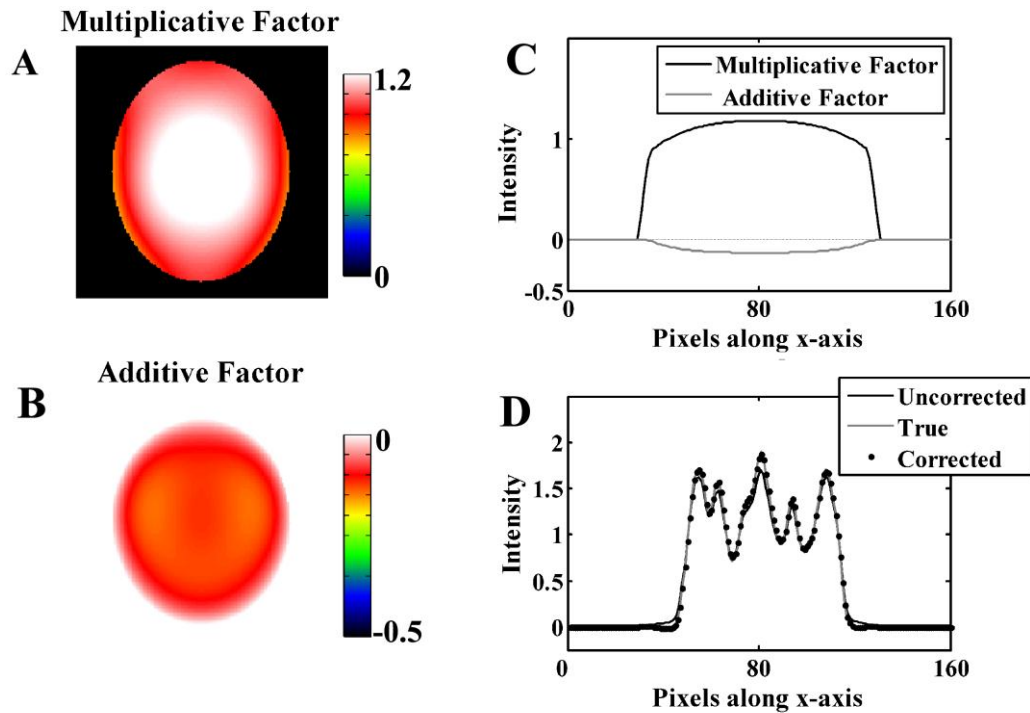 Multiplicative Factor
A
1.2
0
C
Multiplicative Factor
Additive Factor
Intensity
1
0
-0.5
0
80
160
Pixels along x-axis
Additive Factor
B
0
-0.5
D
Uncorrected
True
Corrected
Intensity
2
1.5
1
0.5
0
0
80
160
Pixels along x-axis